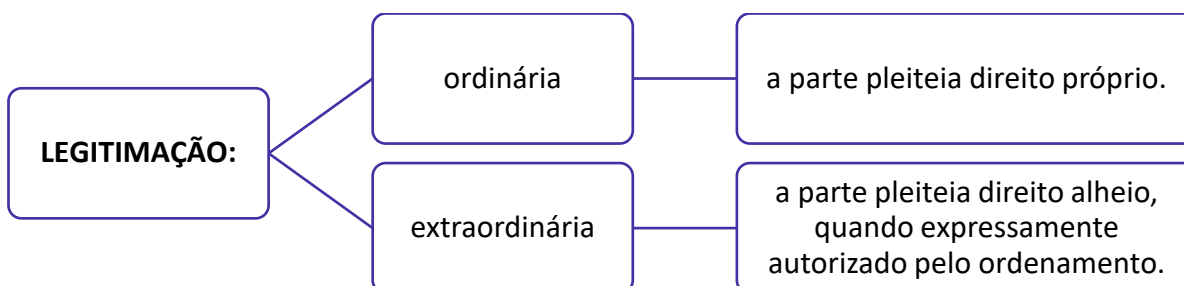 LEGITIMAÇÃO:
ordinária
a parte pleiteia direito próprio.
extraordinária
a parte pleiteia direito alheio,
quando expressamente
autorizado pelo ordenamento.